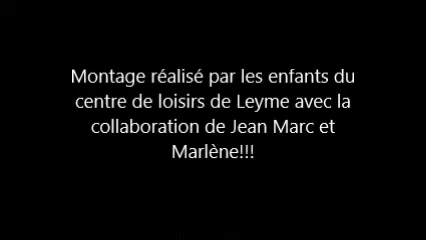 Montage réalisé par les enfants du
centre de loisirs de Leyme avec la
collaboration de Jean Marc et
Marlène!!!